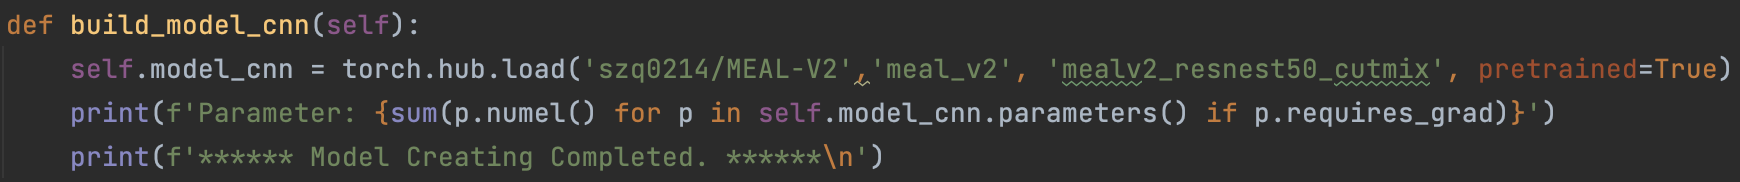 def build_model_cnn(self):
    self.model_cnn = torch.hub.load('szq0214/MEAL-V2','meal_v2', 'mealv2_resnest50_cutmix', pretrained=True)
    print(f'Parameter: {sum(p.numel() for p in self.model_cnn.parameters() if p.requires_grad)}')
    print(f'****** Model Creating Completed. ******\n')